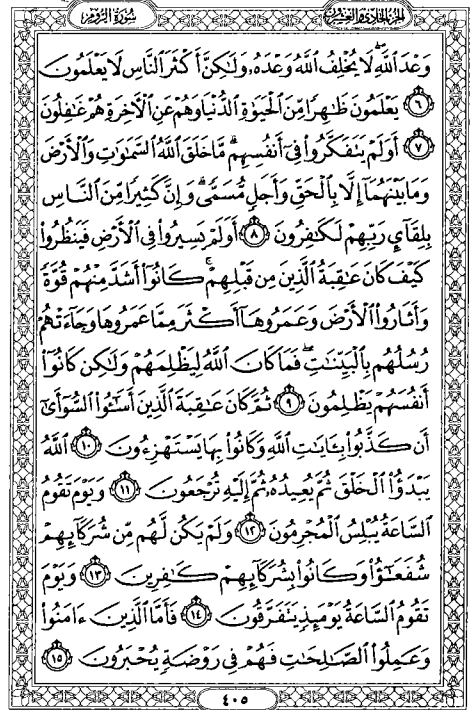 الجزء الحادي والعشرون سورة الروم
وَعْدَ ٱللَّهِ ۖ لَا يُخْلِفُ ٱللَّهُ وَعْدَهُۥ وَلَٰكِنَّ أَكْثَرَ ٱلنَّاسِ لَا يَعْلَمُونَ
٦ يَعْلَمُونَ ظَٰهِرًا مِّنَ ٱلْحَيَوٰةِ ٱلدُّنْيَا وَهُمْ عَنِ ٱلْءَاخِرَةِ هُمْ غَٰفِلُونَ
٧ أَوَلَمْ يَتَفَكَّرُوا۟ فِىٓ أَنفُسِهِم ۗ مَّا خَلَقَ ٱللَّهُ ٱلسَّمَٰوَٰتِ وَٱلْأَرْضَ
وَمَا بَيْنَهُمَآ إِلَّا بِٱلْحَقِّ وَأَجَلٍ مُّسَمًّى ۗ وَإِنَّ كَثِيرًا مِّنَ ٱلنَّاسِ
بِلِقَآئِ رَبِّهِمْ لَكَٰفِرُونَ ٨ أَوَلَمْ يَسِيرُوا۟ فِى ٱلْأَرْضِ فَيَنظُرُوا۟
كَيْفَ كَانَ عَٰقِبَةُ ٱلَّذِينَ مِن قَبْلِهِمْ ۚ كَانُوٓا۟ أَشَدَّ مِنْهُمْ قُوَّةً
وَأَثَارُوا۟ ٱلْأَرْضَ وَعَمَرُوهَآ أَكْثَرَ مِمَّا عَمَرُوهَا وَجَآءَتْهُمْ
رُسُلُهُم بِٱلْبَيِّنَٰتِ ۖ فَمَا كَانَ ٱللَّهُ لِيَظْلِمَهُمْ وَلَٰكِن كَانُوٓا۟
أَنفُسَهُمْ يَظْلِمُونَ ٩ ثُمَّ كَانَ عَٰقِبَةَ ٱلَّذِينَ أَسَٰٓـُٔوا۟ ٱلسُّوٓأَىٰٓ
أَن كَذَّبُوا۟ بِـَٔايَٰتِ ٱللَّهِ وَكَانُوا۟ بِهَا يَسْتَهْزِءُونَ ١٠ ٱللَّهُ
يَبْدَؤُا۟ ٱلْخَلْقَ ثُمَّ يُعِيدُهُۥ ثُمَّ إِلَيْهِ تُرْجَعُونَ ١١ وَيَوْمَ تَقُومُ
ٱلسَّاعَةُ يُبْلِسُ ٱلْمُجْرِمُونَ ١٢ وَلَمْ يَكُن لَّهُم مِّن شُرَكَآئِهِمْ
شُفَعَٰٓؤُا۟ وَكَانُوا۟ بِشُرَكَآئِهِمْ كَٰفِرِينَ ١٣ وَيَوْمَ
تَقُومُ ٱلسَّاعَةُ يَوْمَئِذٍ يَتَفَرَّقُونَ ١٤ فَأَمَّا ٱلَّذِينَ ءَامَنُوا۟
وَعَمِلُوا۟ ٱلصَّٰلِحَٰتِ فَهُمْ فِى رَوْضَةٍ يُحْبَرُونَ ١٥
٤٠٥